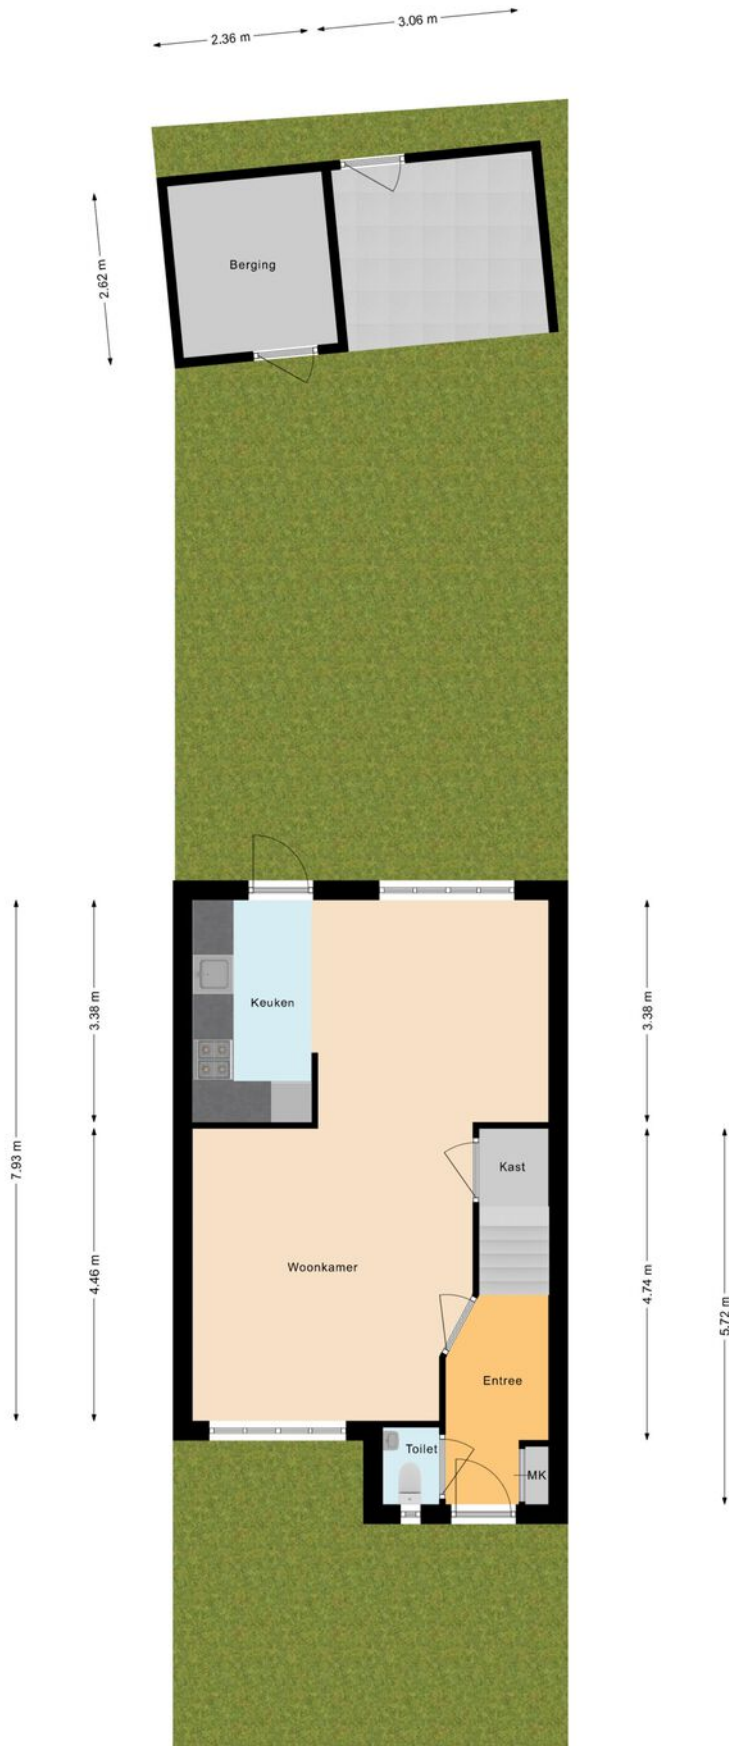 2.36 m
3.06 m
2.62 m
Berging
7.93 m
3.38 m
4.46 m
Keuken
3.38 m
Kast
Woonkamer
4.74 m
5.72 m
Entree
Toilet
MK